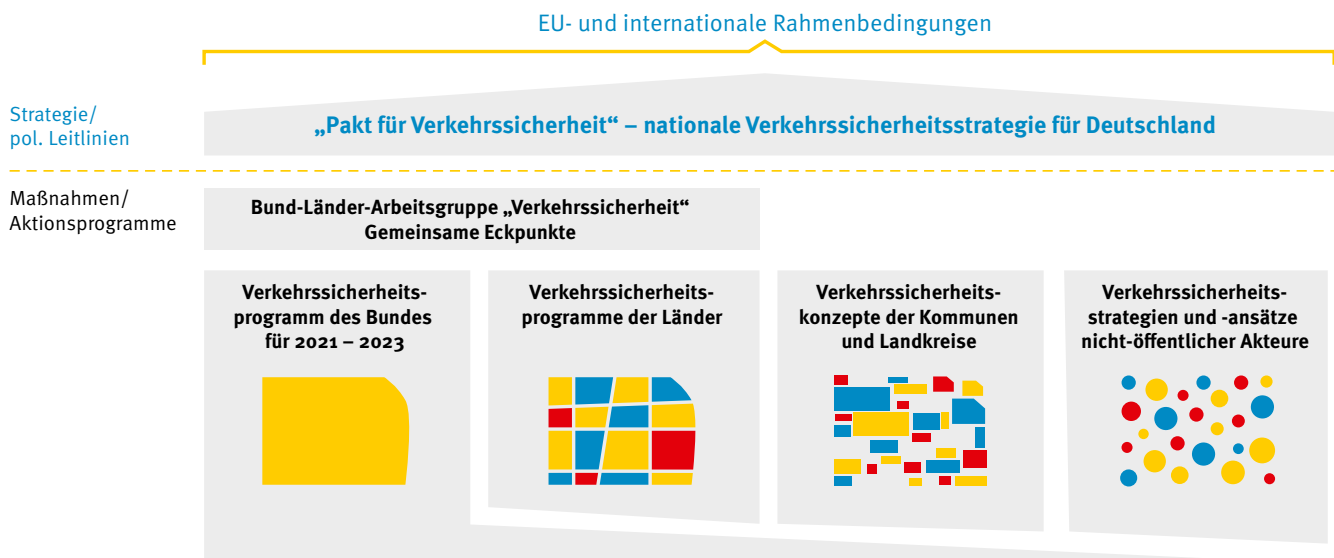 EU- und internationale Rahmenbedingungen
Strategie/
pol. Leitlinien
„Pakt für Verkehrssicherheit“ – nationale Verkehrssicherheitsstrategie für Deutschland
Maßnahmen/
Aktionsprogramme
Bund-Länder-Arbeitsgruppe „Verkehrssicherheit“
Gemeinsame Eckpunkte
Verkehrssicherheits-
programm des Bundes
für 2021 – 2023
Verkehrssicherheits-
programme der Länder
Verkehrssicherheits-
konzepte der Kommunen
und Landkreise
Verkehrssicherheits-
strategien und -ansätze
nicht-öffentlicher Akteure